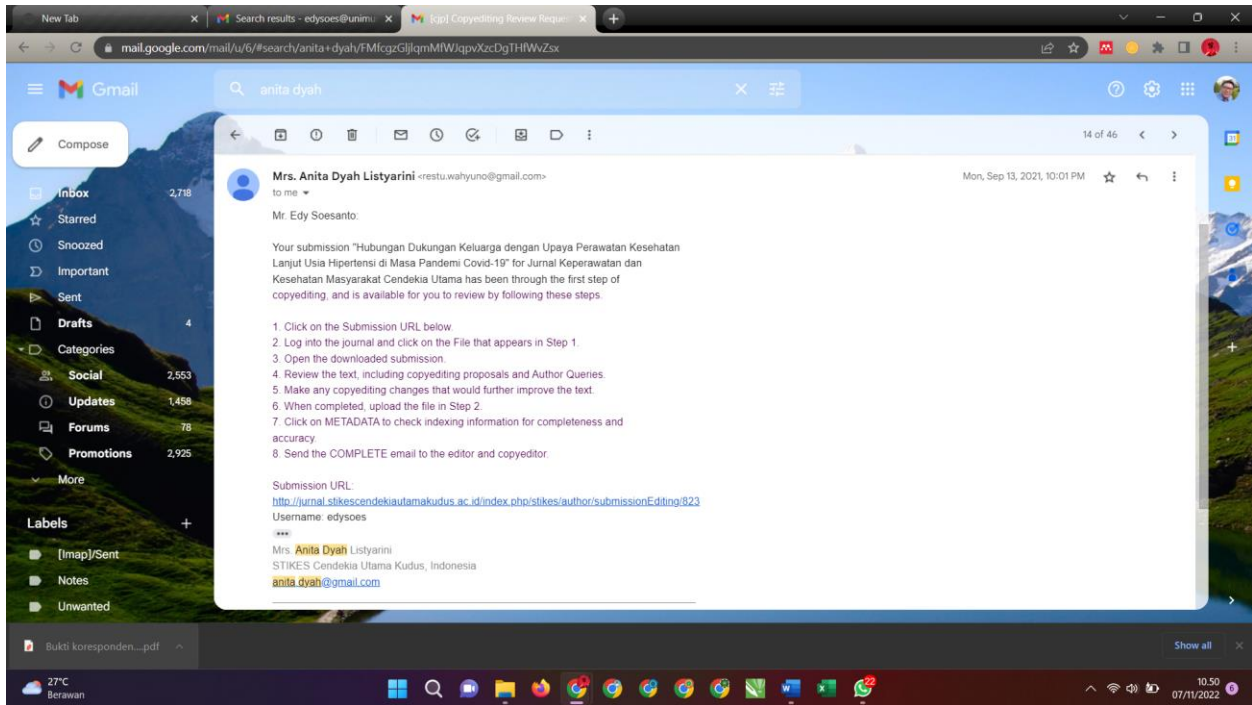 New Tab
Search results - edysoes@unimu
[cjp] Copyediting Review Request
mail.google.com/mail/u/6/#search/anita+dyah/FMfcgzGljlqmMfWJqpvXzcDgTHfWvZsx
Gmail
anita dyah
Compose
14 of 46
Inbox 2,718
Starred
Snoozed
Important
Sent
Drafts 4
Categories
Social 2,553
Updates 1,458
Forums 78
Promotions 2,925
More
Labels
[Imap]/Sent
Notes
Unwanted
Mrs. Anita Dyah Listyarini <restu.wahyuno@gmail.com>
Mon, Sep 13, 2021, 10:01 PM
to me
Mr. Edy Soesanto:
Your submission "Hubungan Dukungan Keluarga dengan Upaya Perawatan Kesehatan
Lanjut Usia Hipertensi di Masa Pandemi Covid-19" for Jurnal Keperawatan dan
Kesehatan Masyarakat Cendekia Utama has been through the first step of
copyediting, and is available for you to review by following these steps.
1. Click on the Submission URL below.
2. Log into the journal and click on the File that appears in Step 1.
3. Open the downloaded submission.
4. Review the text, including copyediting proposals and Author Queries.
5. Make any copyediting changes that would further improve the text.
6. When completed, upload the file in Step 2.
7. Click on METADATA to check indexing information for completeness and
accuracy.
8. Send the COMPLETE email to the editor and copyeditor.
Submission URL:
http://jurnal.stikescendekiautamakudus.ac.id/index.php/stikes/author/submissionEditing/823
Username: edysoes
Mrs. Anita Dyah Listyarini
STIKES Cendekia Utama Kudus, Indonesia
anita.dyah@gmail.com
Bukti koresponden....pdf
Show all
27°C
Berawan
22
10.50
07/11/2022
6